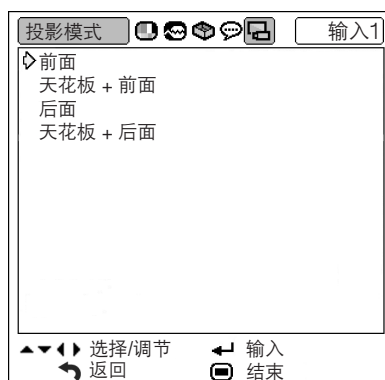 投影模式 输入1
前面
天花板 + 前面
后面
天花板 + 后面
选择/调节 输入
返回 结束